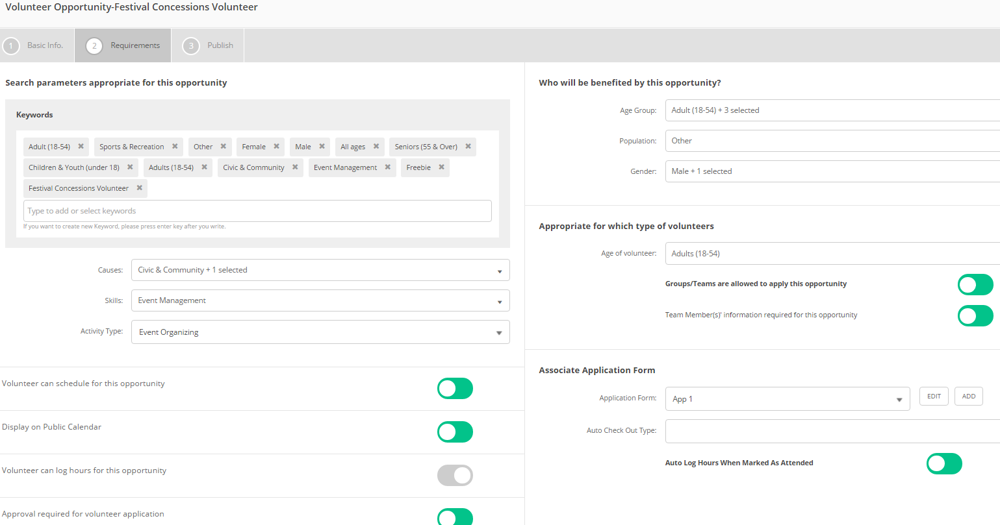 Volunteer Opportunity-Festival Concessions Volunteer
1 Basic Info. 2 Requirements 3 Publish
Search parameters appropriate for this opportunity
Keywords
Adult (18-54) ✖ Sports & Recreation ✖ Other ✖ Female ✖ Male ✖ All ages ✖ Seniors (55 & Over) ✖
Children & Youth (under 18) ✖ Adults (18-54) ✖ Civic & Community ✖ Event Management ✖ Freebie ✖
Festival Concessions Volunteer ✖
Type to add or select keywords
If you want to create new Keyword, please press enter key after you write.
Causes: Civic & Community + 1 selected
Skills: Event Management
Activity Type: Event Organizing
Volunteer can schedule for this opportunity
Display on Public Calendar
Volunteer can log hours for this opportunity
Approval required for volunteer application
Who will be benefited by this opportunity?
Age Group: Adult (18-54) + 3 selected
Population: Other
Gender: Male + 1 selected
Appropriate for which type of volunteers
Age of volunteer: Adults (18-54)
Groups/Teams are allowed to apply this opportunity
Team Member(s)' information required for this opportunity
Associate Application Form
Application Form: App 1 EDIT ADD
Auto Check Out Type:
Auto Log Hours When Marked As Attended